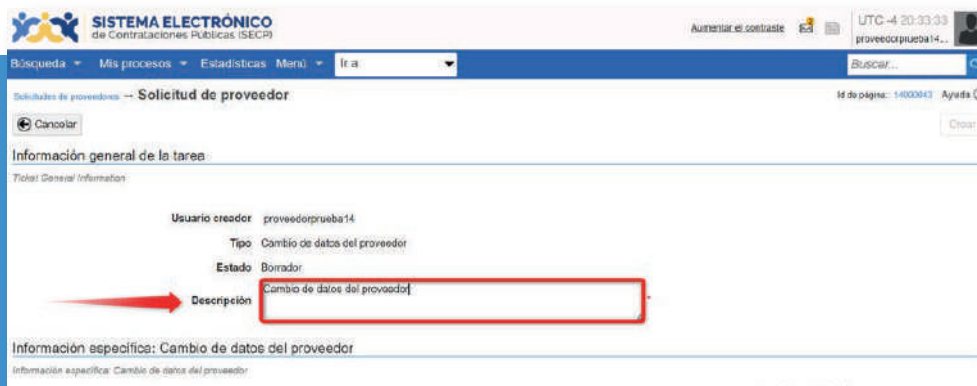 SISTEMA ELECTRÓNICO
de Contrataciones Públicas (SECP)
Aumentar el contraste
UTC -4 20:33:33
proveedorprueba14...
Búsqueda Mis procesos Estadísticas Menú Ir a Buscar...
Solicitudes de proveedores → Solicitud de proveedor
Id de página:: 14000043 Ayuda
Cancelar
Crear
Información general de la tarea
Ticket General Information
Usuario creador proveedorprueba14
Tipo Cambio de datos del proveedor
Estado Borrador
Descripción Cambio de datos del proveedor
*
Información específica: Cambio de datos del proveedor
Información específica: Cambio de datos del proveedor